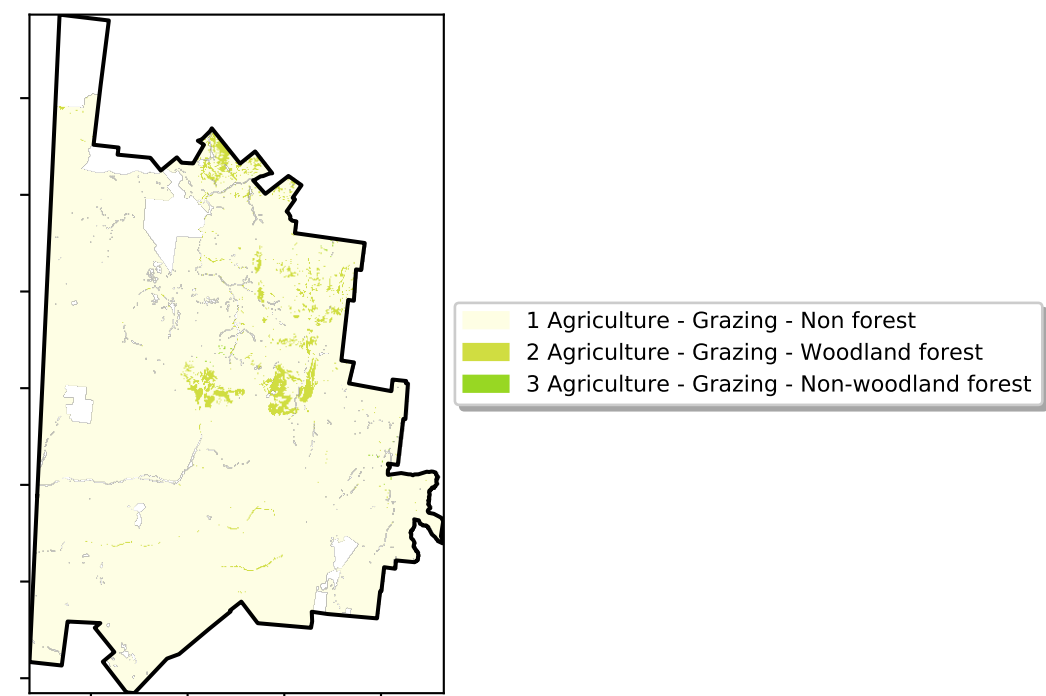 1 Agriculture - Grazing - Non forest
2 Agriculture - Grazing - Woodland forest
3 Agriculture - Grazing - Non-woodland forest